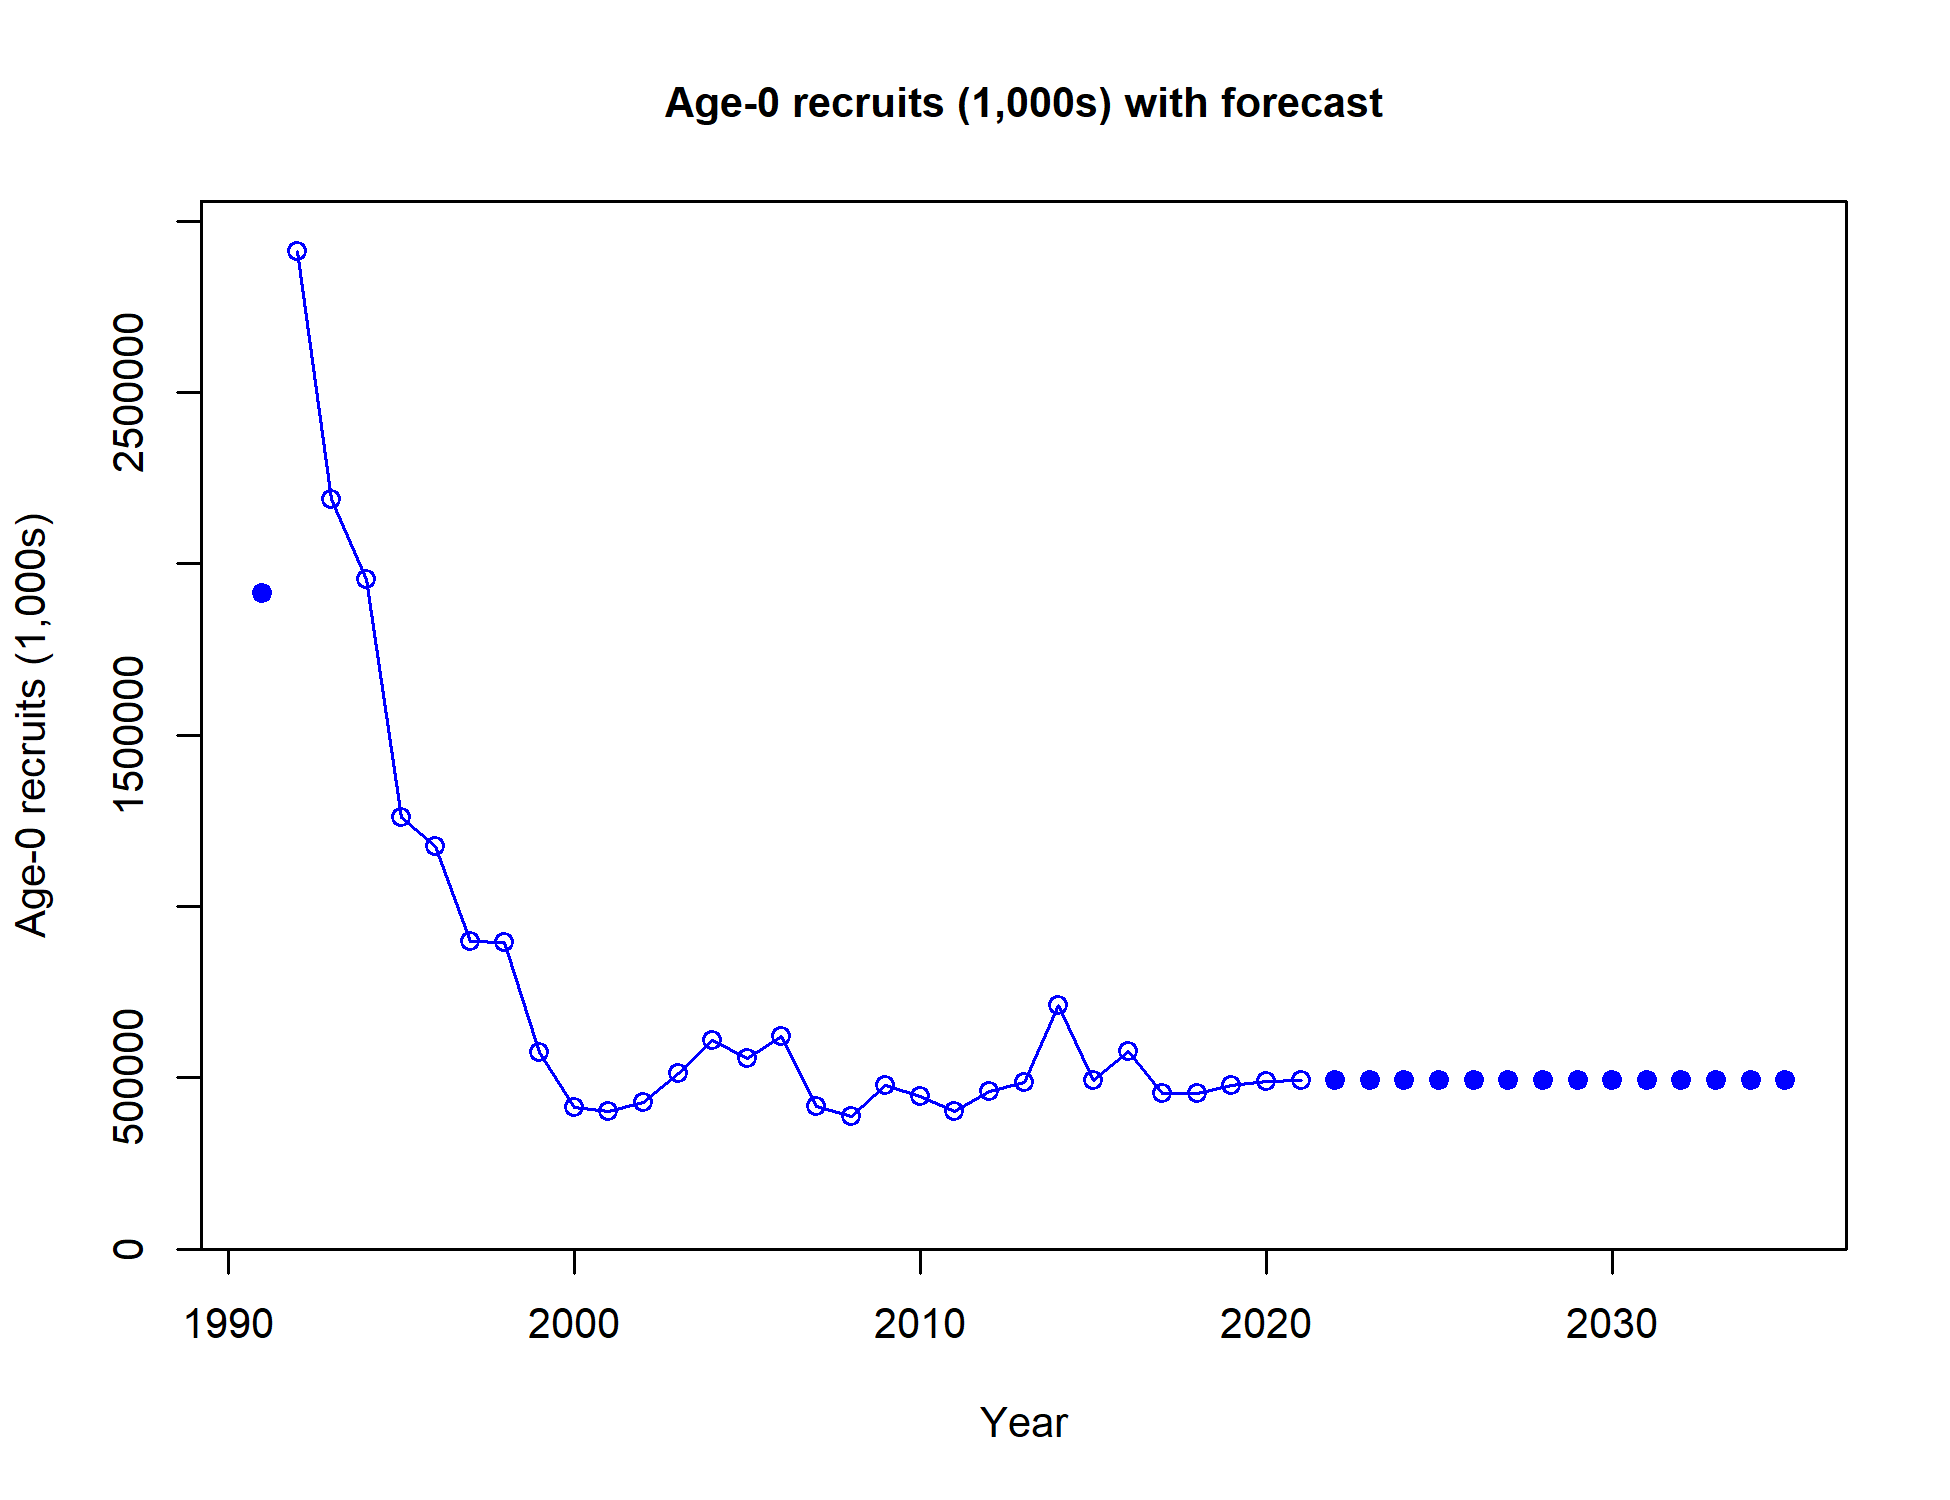 Age-0 recruits (1,000s) with forecast
Age-0 recruits (1,000s)
2500000
1500000
500000
0
1990 2000 2010 2020 2030
Year